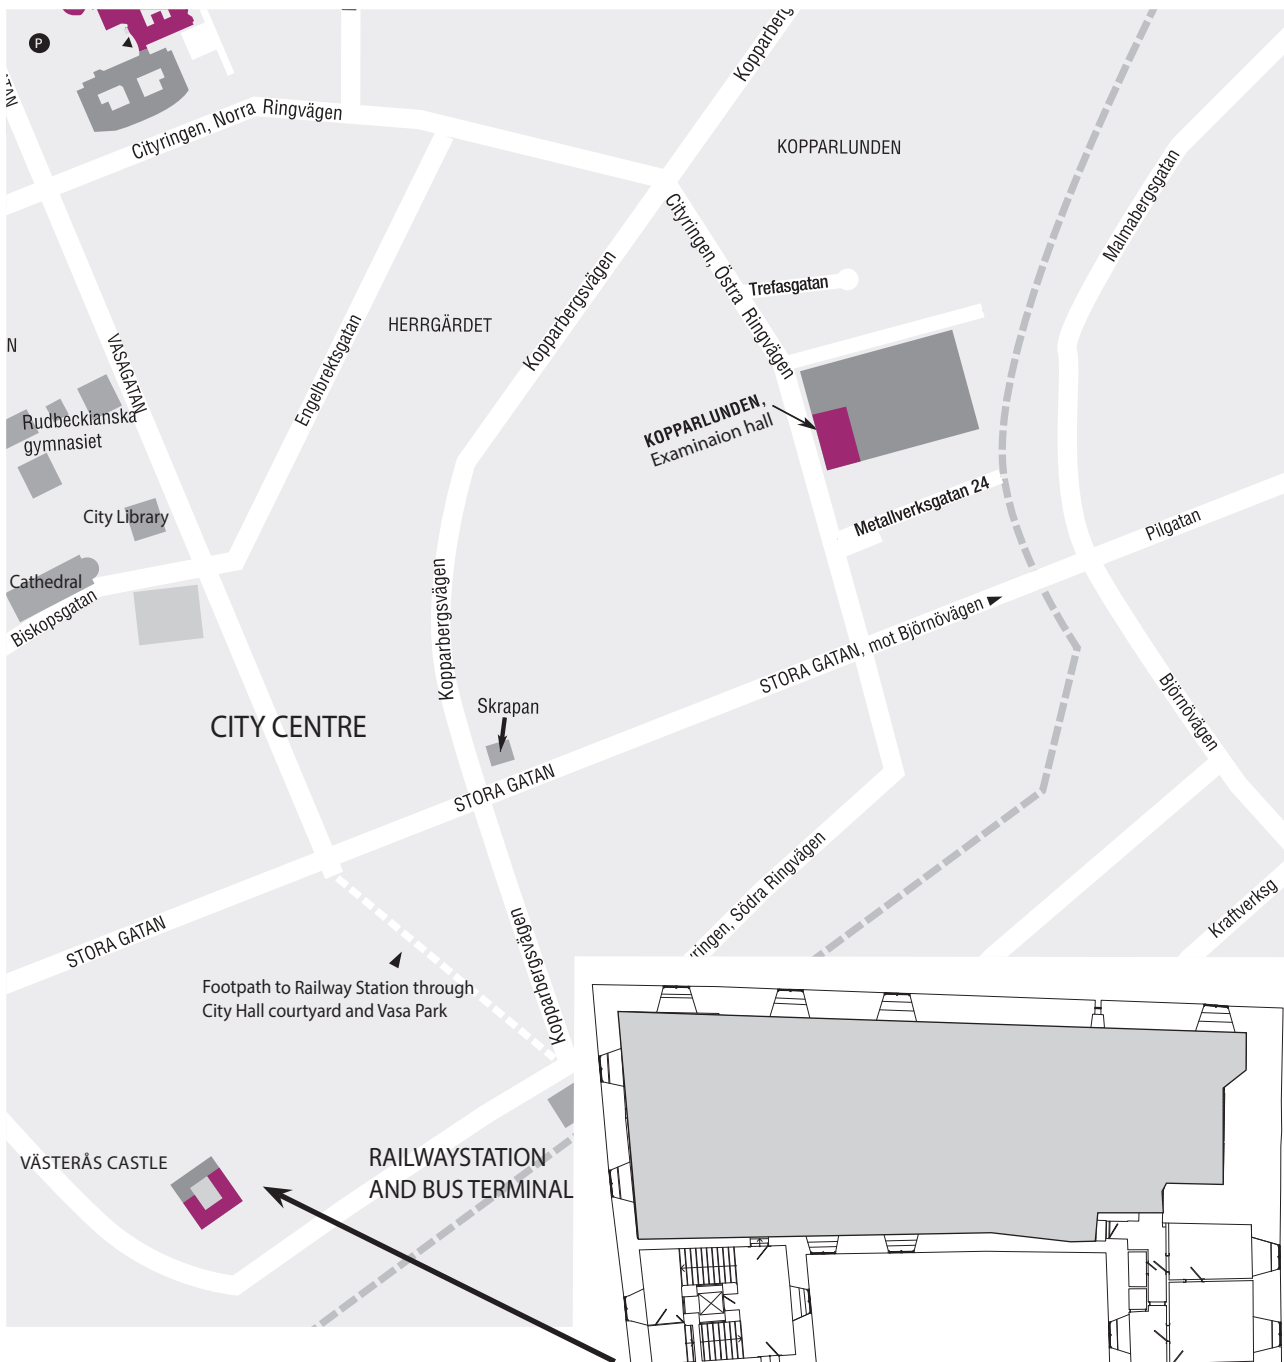 P
Kopparberg
Cityringen, Norra Ringvägen
KOPPARLUNDEN
Malmabergsgatan
Cityringen, Östra Ringvägen
Trefasgatan
Kopparbergsvägen
HERRGÄRDET
Engelbrektsgatan
VASAGATAN
N
Rudbeckianska
gymnasiet
KOPPARLUNDEN,
Examinaion hall
Metallverksgatan 24
City Library
Pilgatan
Cathedral
Biskopsgatan
Kopparbergsvägen
STORA GATAN, mot Björnövägen
Björnövägen
Skrapan
CITY CENTRE
STORA GATAN
ringen, Södra Ringvägen
Kraftverksg
STORA GATAN
Kopparbergsvägen
Footpath to Railway Station through
City Hall courtyard and Vasa Park
VÄSTERÅS CASTLE
RAILWAYSTATION
AND BUS TERMINAL